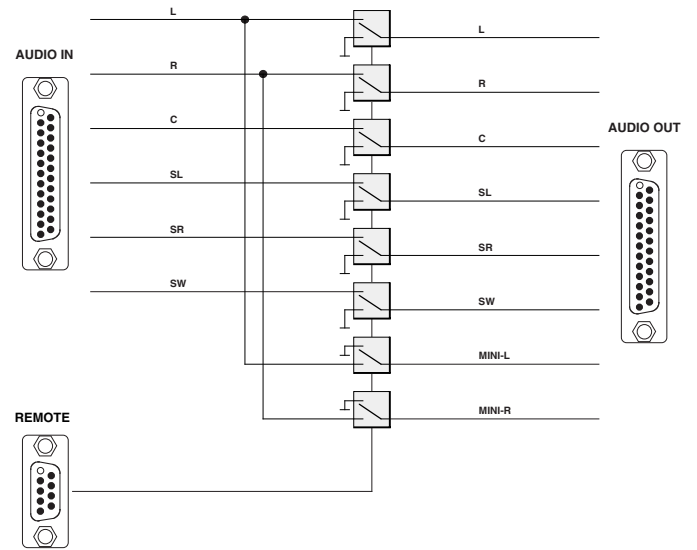 L
L
AUDIO IN
R
R
C
AUDIO OUT
C
SL
SL
SR
SR
SW
SW
MINI-L
MINI-R
REMOTE